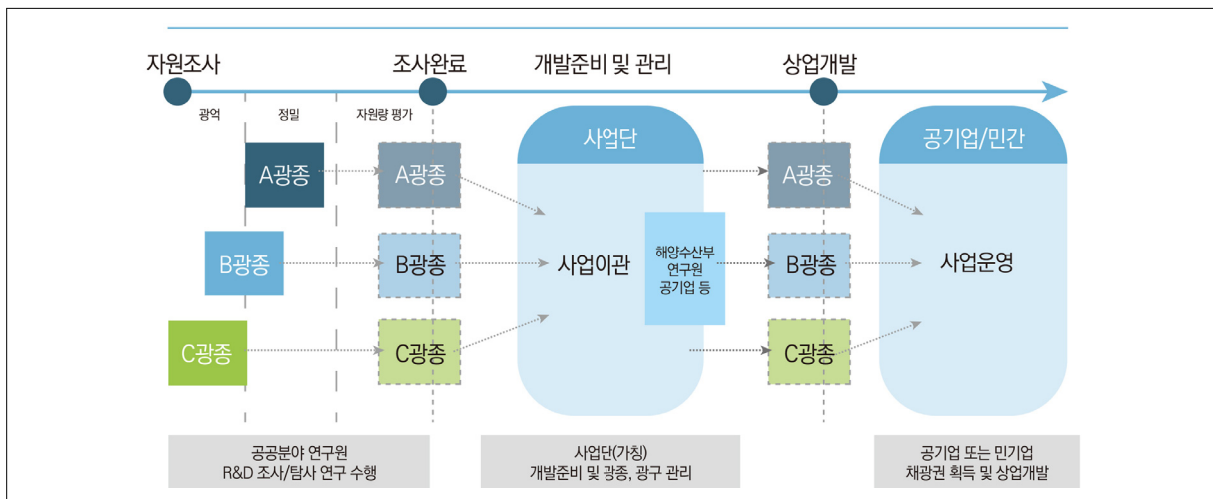 자원조사
조사완료
개발준비 및 관리
상업개발
광역
정밀
자원량 평가
사업단
공기업/민간
A광종
A광종
A광종
B광종
B광종
사업이관
해양수산부
연구원
공기업 등
B광종
사업운영
C광종
C광종
C광종
공공분야 연구원
R&D 조사/탐사 연구 수행
사업단(가칭)
개발준비 및 광종, 광구 관리
공기업 또는 민기업
채광권 획득 및 상업개발